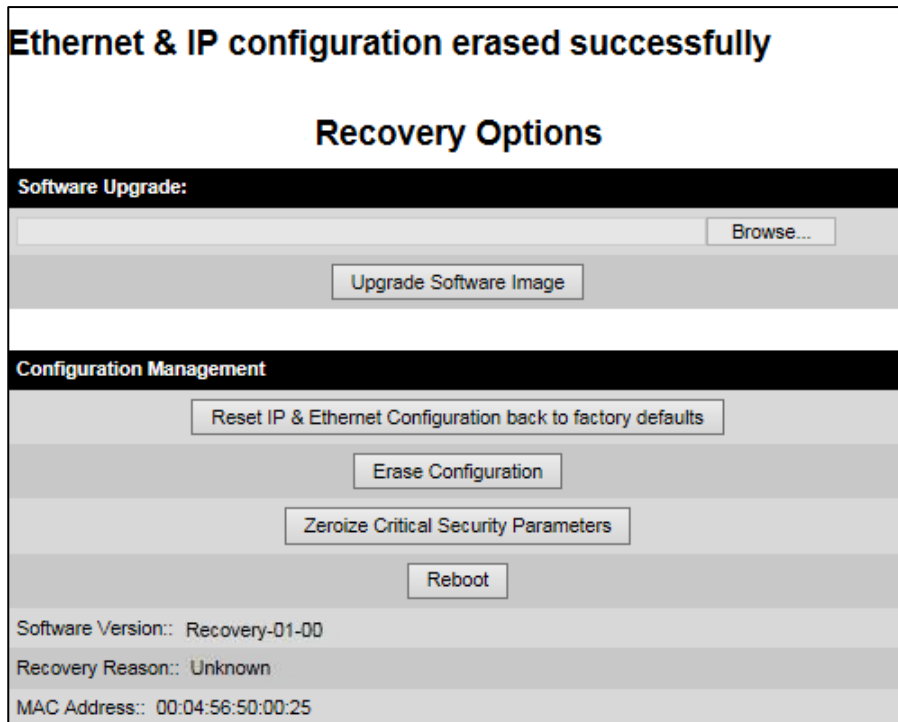 Ethernet & IP configuration erased successfully
Recovery Options
Software Upgrade:
Browse...
Upgrade Software Image
Configuration Management
Reset IP & Ethernet Configuration back to factory defaults
Erase Configuration
Zeroize Critical Security Parameters
Reboot
Software Version:: Recovery-01-00
Recovery Reason:: Unknown
MAC Address:: 00:04:56:50:00:25